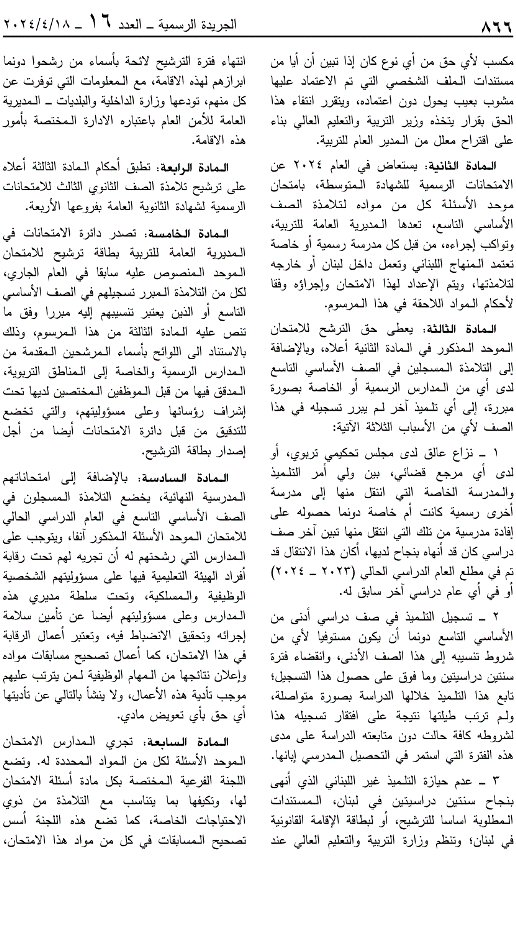 ٨٦٦
الجريدة الرسمية ـ العدد ١٦ ـ ٢٠٢٤/٤/١٨
مكسب لأي حق من أي نوع كان إذا تبين أن أيا من
مستندات الملف الشخصي التي تم الاعتماد عليها
مشوب بعيب يحول دون اعتماده، ويتقرر انتفاء هذا
الحق بقرار يتخذه وزير التربية والتعليم العالي بناء
على اقتراح معلل من المدير العام للتربية.
المادة الثانية: يستعاض في العام ٢٠٢٤ عن
الامتحانات الرسمية للشهادة المتوسطة، بامتحان
موحد الأسئلة كل من مواده لتلامذة الصف
الأساسي التاسع، تعدها المديرية العامة للتربية،
وتواكب إجراءه، من قبل كل مدرسة رسمية أو خاصة
تعتمد المنهاج اللبناني وتعمل داخل لبنان أو خارجه
لتلامذتها، ويتم الإعداد لهذا الامتحان وإجراؤه وفقا
لأحكام المواد اللاحقة في هذا المرسوم.
المادة الثالثة: يعطى حق الترشح للامتحان
الموحد المذكور في المادة الثانية أعلاه، وبالإضافة
إلى التلامذة المسجلين في الصف الأساسي التاسع
لدى أي من المدارس الرسمية أو الخاصة بصورة
مبررة، إلى أي تلميذ آخر لم يبرر تسجيله في هذا
الصف لأي من الأسباب الثلاثة الآتية:
١ ـ نزاع عالق لدى مجلس تحكيمي تربوي، أو
لدى أي مرجع قضائي، بين ولي أمر التلميذ
والمدرسة الخاصة التي انتقل منها إلى مدرسة
أخرى رسمية كانت أم خاصة دونما حصوله على
إفادة مدرسية من تلك التي انتقل منها تبين آخر صف
دراسي كان قد أنهاه بنجاح لديها، أكان هذا الانتقال قد
تم في مطلع العام الدراسي الحالي (٢٠٢٣ ـ ٢٠٢٤)
أو في أي عام دراسي آخر سابق له.
٢ ـ تسجيل التلميذ في صف دراسي أدنى من
الأساسي التاسع دونما أن يكون مستوفيا لأي من
شروط تنسيبه إلى هذا الصف الأدنى، وانقضاء فترة
سنتين دراسيتين وما فوق على حصول هذا التسجيل؛
تابع هذا التلميذ خلالها الدراسة بصورة متواصلة،
ولم ترتب طيلتها نتيجة على افتقار تسجيله هذا
لشروطه كافة حالت دون متابعته الدراسة على مدى
هذه الفترة التي استمر في التحصيل المدرسي إبانها.
٣ ـ عدم حيازة التلميذ غير اللبناني الذي أنهى
بنجاح سنتين دراسيتين في لبنان، المستندات
المطلوبة اساسا للترشيح، أو لبطاقة الإقامة القانونية
في لبنان؛ وتنظم وزارة التربية والتعليم العالي عند
انتهاء فترة الترشيح لائحة بأسماء من رشحوا دونما
ابرازهم لهذه الاقامة، مع المعلومات التي توفرت عن
كل منهم، تودعها وزارة الداخلية والبلديات ـ المديرية
العامة للأمن العام باعتباره الادارة المختصة بأمور
هذه الاقامة.
المادة الرابعة: تطبق أحكام المادة الثالثة أعلاه
على ترشيح تلامذة الصف الثانوي الثالث للامتحانات
الرسمية لشهادة الثانوية العامة بفروعها الأربعة.
المادة الخامسة: تصدر دائرة الامتحانات في
المديرية العامة للتربية بطاقة ترشيح للامتحان
الموحد المنصوص عليه سابقا في العام الجاري،
لكل من التلامذة المبرر تسجيلهم في الصف الأساسي
التاسع أو الذين يعتبر تنسيبهم إليه مبررا وفق ما
تنص عليه المادة الثالثة من هذا المرسوم، وذلك
بالاستناد الى اللوائح بأسماء المرشحين المقدمة من
المدارس الرسمية والخاصة إلى المناطق التربوية،
المدقق فيها من قبل الموظفين المختصين لديها تحت
إشراف رؤسائها وعلى مسؤوليتهم، والتي تخضع
للتدقيق من قبل دائرة الامتحانات أيضا من أجل
إصدار بطاقة الترشيح.
المادة السادسة: بالإضافة إلى امتحاناتهم
المدرسية النهائية، يخضع التلامذة المسجلون في
الصف الأساسي التاسع في العام الدراسي الحالي
للامتحان الموحد الأسئلة المذكور آنفا، ويتوجب على
المدارس التي رشحتهم له أن تجريه لهم تحت رقابة
أفراد الهيئة التعليمية فيها على مسؤوليتهم الشخصية
الوظيفية والمسلكية، وتحت سلطة مديري هذه
المدارس وعلى مسؤوليتهم أيضا عن تأمين سلامة
إجرائه وتحقيق الانضباط فيه، وتعتبر أعمال الرقابة
في هذا الامتحان، كما أعمال تصحيح مسابقات مواده
وإعلان نتائجها من المهام الوظيفية لمن يترتب عليهم
موجب تأدية هذه الأعمال، ولا ينشأ بالتالي عن تأديتها
أي حق بأي تعويض مادي.
المادة السابعة: تجري المدارس الامتحان
الموحد الأسئلة لكل من المواد المحددة له. وتضع
اللجنة الفرعية المختصة بكل مادة أسئلة الامتحان
لها، وتكيفها بما يتناسب مع التلامذة من ذوي
الاحتياجات الخاصة، كما تضع هذه اللجنة أسس
تصحيح المسابقات في كل من مواد هذا الامتحان،